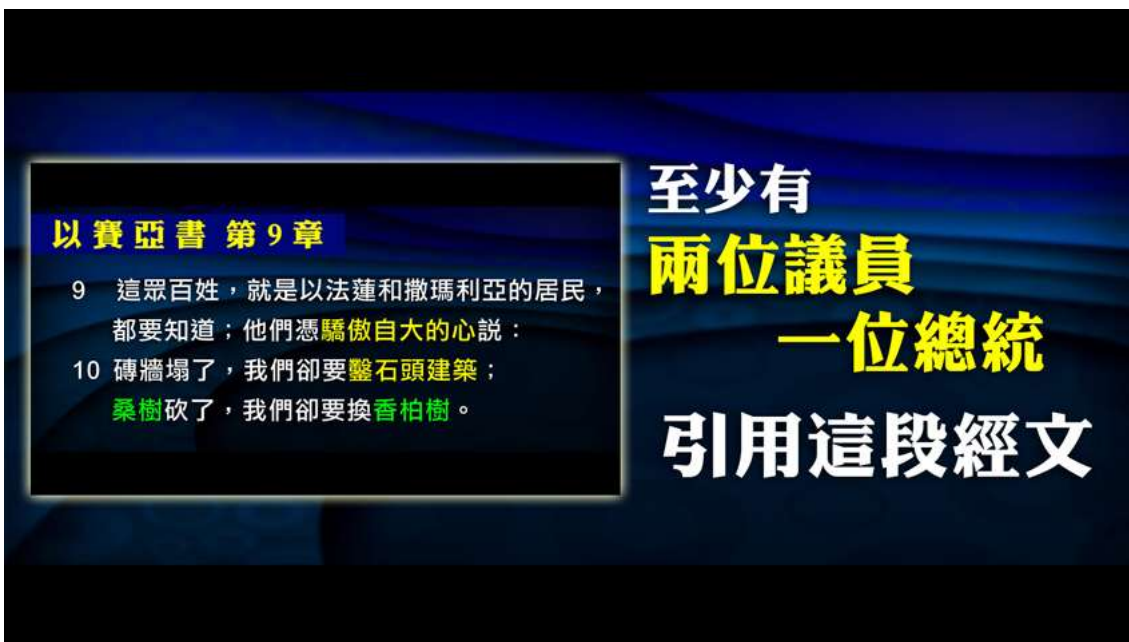 以賽亞書 第9章
9 這眾百姓，就是以法蓮和撒瑪利亞的居民，
都要知道；他們憑驕傲自大的心說：
10 磚牆塌了，我們卻要鑿石頭建築；
桑樹砍了，我們卻要換香柏樹。
至少有
兩位議員
一位總統
引用這段經文